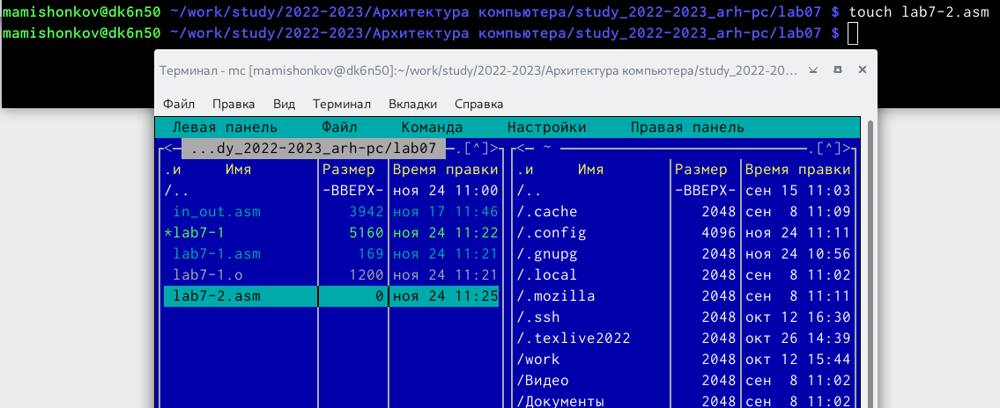 mamishonkov@dk6n50 ~/work/study/2022-2023/Архитектура компьютера/study_2022-2023_arh-pc/lab07 $ touch lab7-2.asm
mamishonkov@dk6n50 ~/work/study/2022-2023/Архитектура компьютера/study_2022-2023_arh-pc/lab07 $
Терминал - mc [mamishonkov@dk6n50]:~/work/study/2022-2023/Архитектура компьютера/study_2022-20...
Файл Правка Вид Терминал Вкладки Справка
Левая панель Файл Команда Настройки Правая панель
<─ ...dy_2022-2023_arh-pc/lab07 ─.[^]> <─ ~ ─.[^]>
.и Имя Размер Время правки .и Имя Размер Время правки
/.. -ВВЕРХ- ноя 24 11:00 /.. -ВВЕРХ- сен 15 11:03
in_out.asm 3942 ноя 17 11:46 /.cache 2048 сен 8 11:09
*lab7-1 5160 ноя 24 11:22 /.config 4096 ноя 24 11:11
lab7-1.asm 169 ноя 24 11:21 /.gnupg 2048 ноя 24 10:56
lab7-1.o 1200 ноя 24 11:21 /.local 2048 сен 8 11:02
lab7-2.asm 0 ноя 24 11:25 /.mozilla 2048 сен 8 11:11
/.ssh 2048 окт 12 16:30
/.texlive2022 2048 окт 26 14:39
/work 2048 окт 12 15:44
/Видео 2048 сен 8 11:02
/Документы 2048 сен 8 11:02